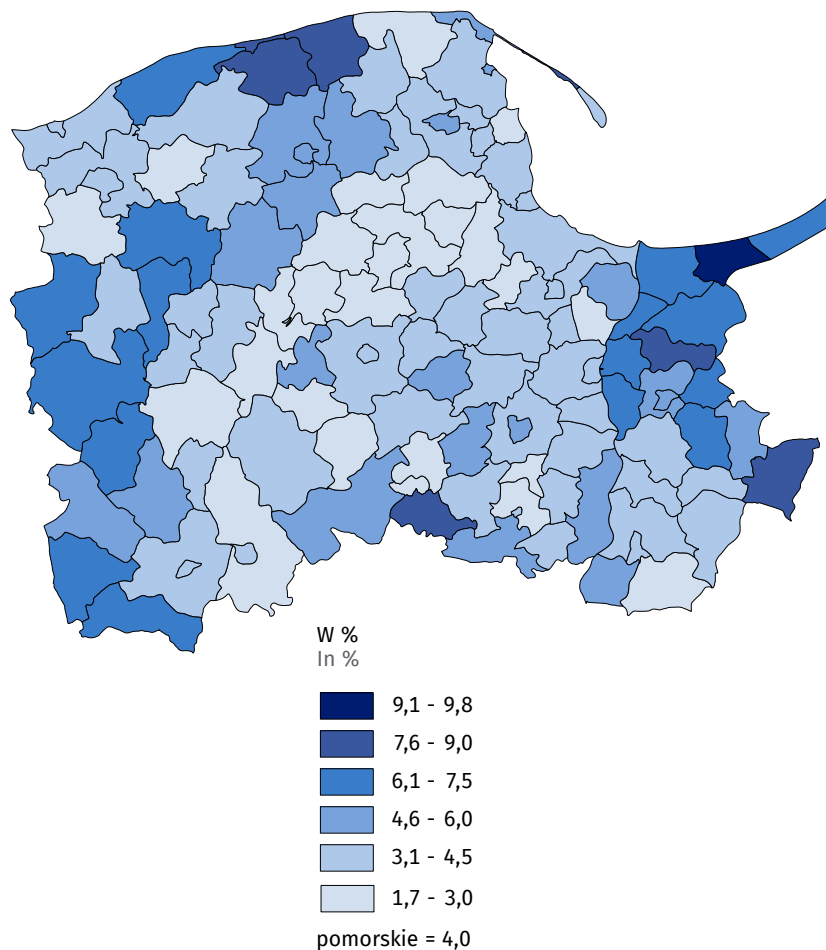 W %
In %
9,1 - 9,8
7,6 - 9,0
6,1 - 7,5
4,6 - 6,0
3,1 - 4,5
1,7 - 3,0
pomorskie = 4,0